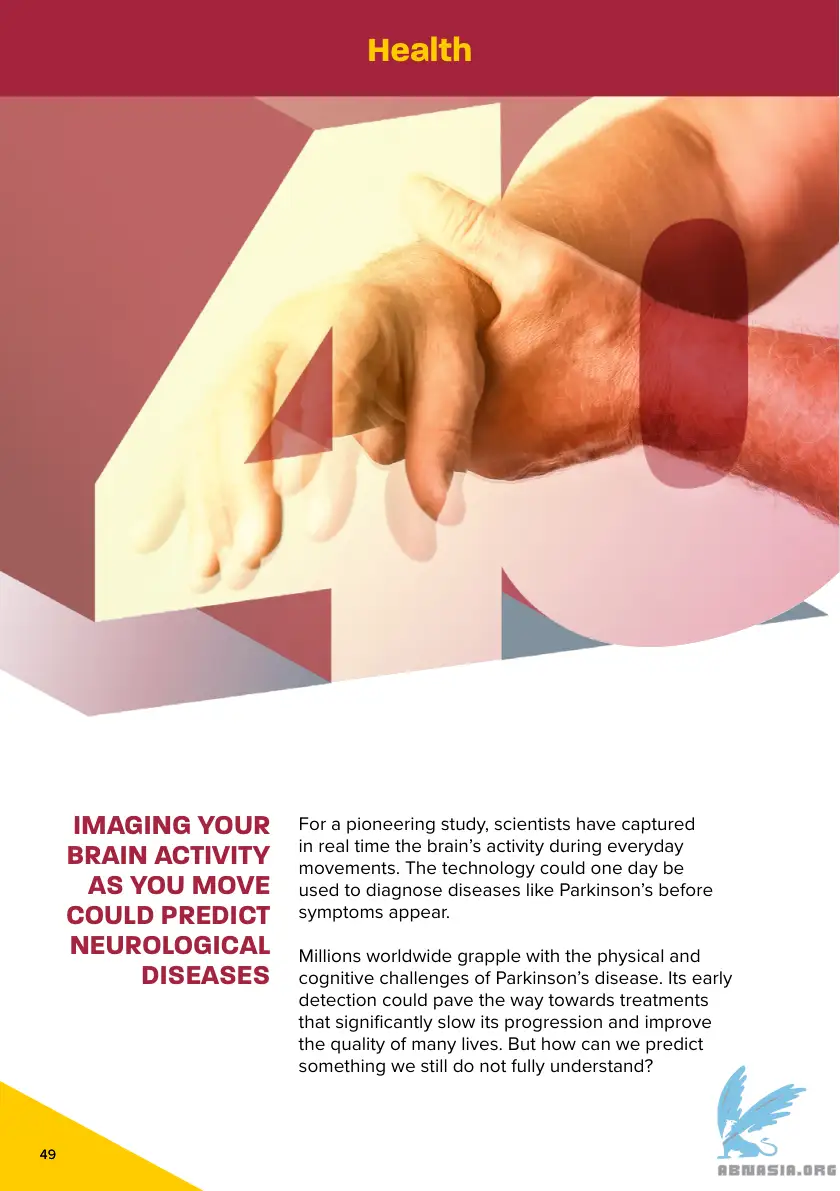 Health
40
IMAGING YOUR
BRAIN ACTIVITY
AS YOU MOVE
COULD PREDICT
NEUROLOGICAL
DISEASES
For a pioneering study, scientists have captured
in real time the brain’s activity during everyday
movements. The technology could one day be
used to diagnose diseases like Parkinson’s before
symptoms appear.
Millions worldwide grapple with the physical and
cognitive challenges of Parkinson’s disease. Its early
detection could pave the way towards treatments
that significantly slow its progression and improve
the quality of many lives. But how can we predict
something we still do not fully understand?
49
ABNASIA.ORG